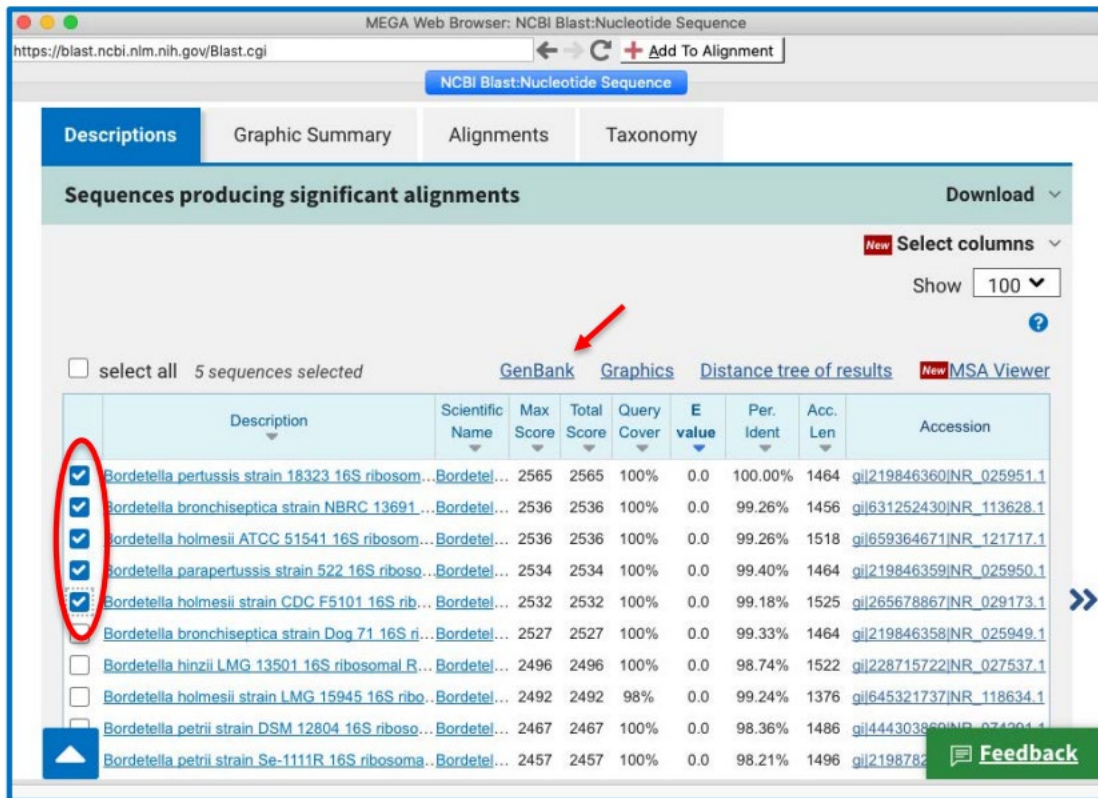 MEGA Web Browser: NCBI Blast:Nucleotide Sequence
https://blast.ncbi.nlm.nih.gov/Blast.cgi Add To Alignment
NCBI Blast:Nucleotide Sequence
Descriptions Graphic Summary Alignments Taxonomy
Sequences producing significant alignments Download
New Select columns
Show 100
?
select all 5 sequences selected GenBank Graphics Distance tree of results New MSA Viewer
Description Scientific Name Max Score Total Score Query Cover E value Per. Ident Acc. Len Accession
Bordetella pertussis strain 18323 16S ribosom... Bordetel... 2565 2565 100% 0.0 100.00% 1464 gi|219846360|NR_025951.1
Bordetella bronchiseptica strain NBRC 13691 ... Bordetel... 2536 2536 100% 0.0 99.26% 1456 gi|631252430|NR_113628.1
Bordetella holmesii ATCC 51541 16S ribosom... Bordetel... 2536 2536 100% 0.0 99.26% 1518 gi|659364671|NR_121717.1
Bordetella parapertussis strain 522 16S riboso... Bordetel... 2534 2534 100% 0.0 99.40% 1464 gi|219846359|NR_025950.1
Bordetella holmesii strain CDC F5101 16S rib... Bordetel... 2532 2532 100% 0.0 99.18% 1525 gi|265678867|NR_029173.1
Bordetella bronchiseptica strain Dog 71 16S ri... Bordetel... 2527 2527 100% 0.0 99.33% 1464 gi|219846358|NR_025949.1
Bordetella hinzii LMG 13501 16S ribosomal R... Bordetel... 2496 2496 100% 0.0 98.74% 1522 gi|228715722|NR_027537.1
Bordetella holmesii strain LMG 15945 16S ribo... Bordetel... 2492 2492 98% 0.0 99.24% 1376 gi|645321737|NR_118634.1
Bordetella petrii strain DSM 12804 16S riboso... Bordetel... 2467 2467 100% 0.0 98.36% 1486
Bordetella petrii strain Se-1111R 16S ribosoma... Bordetel... 2457 2457 100% 0.0 98.21% 1496 gi|2198782
Feedback